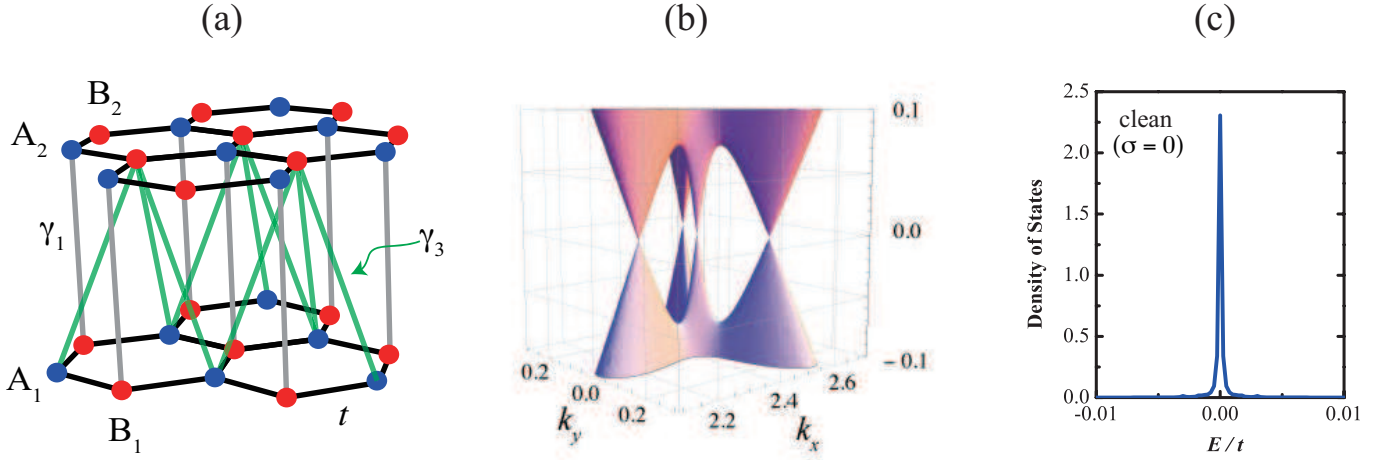 (a)
(b)
(c)
B₂
A₂
γ₁
γ₃
A₁
B₁
t
0.1
0.0
−0.1
0.2
0.0
0.2
k_y
2.2
2.4
2.6
k_x
2.5
2.0
1.5
1.0
0.5
0.0
Density of States
clean
(σ = 0)
-0.01
0.00
0.01
E / t